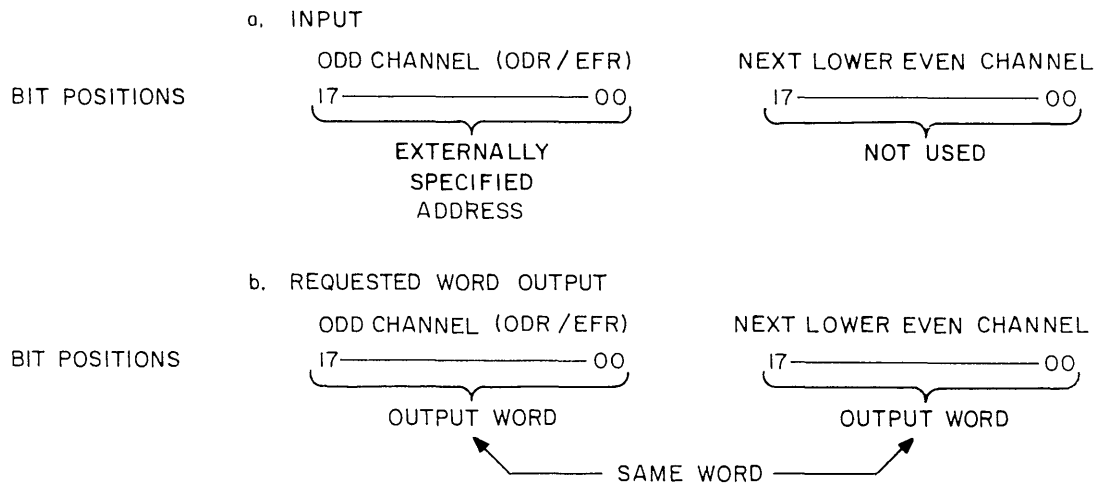 a. INPUT
ODD CHANNEL (ODR/EFR) NEXT LOWER EVEN CHANNEL
BIT POSITIONS 17 00 17 00
EXTERNALLY NOT USED
SPECIFIED
ADDRESS
b. REQUESTED WORD OUTPUT
ODD CHANNEL (ODR/EFR) NEXT LOWER EVEN CHANNEL
BIT POSITIONS 17 00 17 00
OUTPUT WORD OUTPUT WORD
SAME WORD